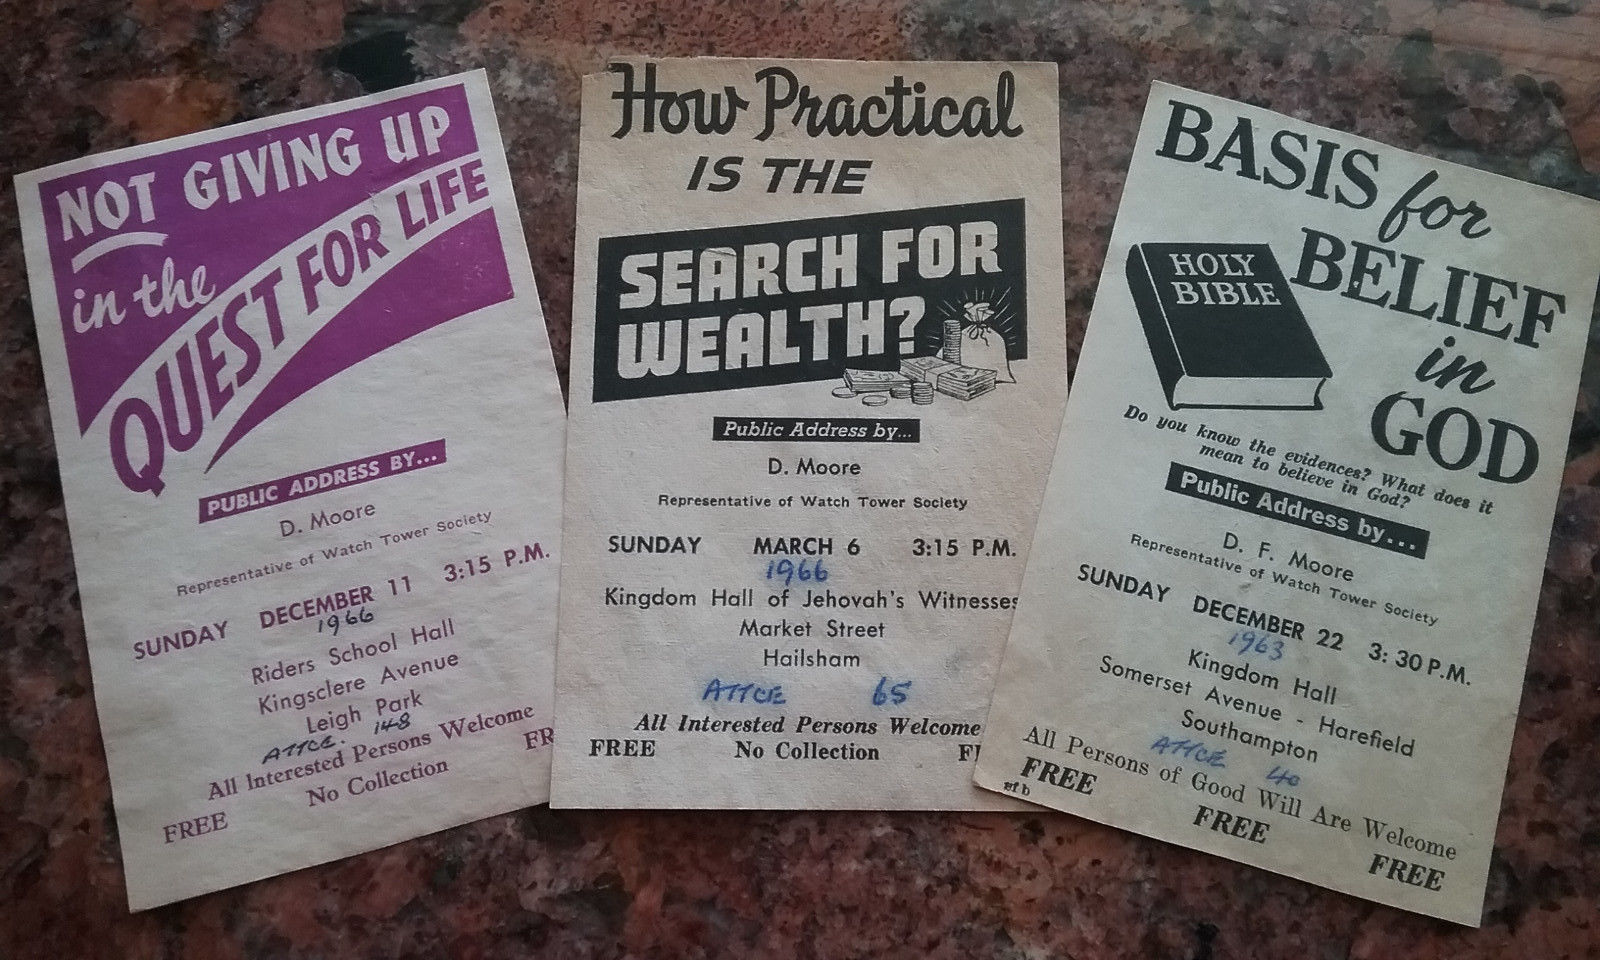 NOT GIVING UP
in the
QUEST FOR LIFE
PUBLIC ADDRESS BY...
D. Moore
Representative of Watch Tower Society
SUNDAY DECEMBER 11 3:15 P.M.
1966
Riders School Hall
Kingsclere Avenue
Leigh Park
ATTCE. 148
All Interested Persons Welcome
No Collection
FREE FR
How Practical
IS THE
SEARCH FOR
WEALTH?
Public Address by...
D. Moore
Representative of Watch Tower Society
SUNDAY MARCH 6 3:15 P.M.
1966
Kingdom Hall of Jehovah's Witnesses
Market Street
Hailsham
ATTCE 65
All Interested Persons Welcome
FREE No Collection
BASIS for
BELIEF
in
GOD
HOLY
BIBLE
Do you know the evidences? What does it
mean to believe in God?
Public Address by...
D. F. Moore
Representative of Watch Tower Society
SUNDAY DECEMBER 22 3:30 P.M.
1963
Kingdom Hall
Somerset Avenue - Harefield
Southampton
ATTCE 40
All Persons of Good Will Are Welcome
FREE FREE FREE